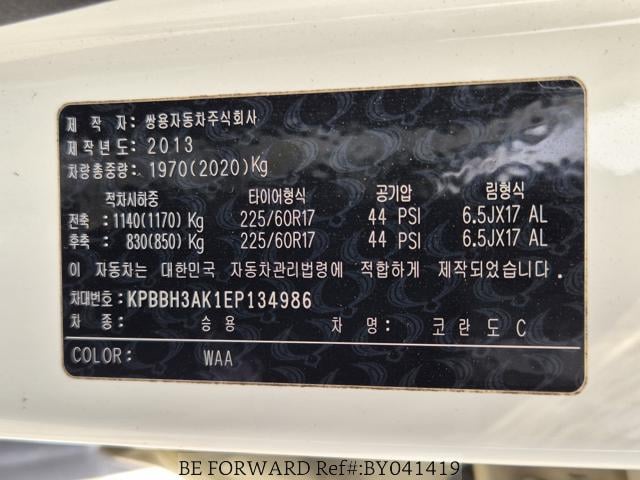 제 작 자: 쌍용자동차주식회사
제작년도: 2013
차량총중량: 1970(2020)Kg
적차시하중 타이어형식 공기압 림형식
전축: 1140(1170) Kg 225/60R17 44 PSI 6.5JX17 AL
후축: 830(850) Kg 225/60R17 44 PSI 6.5JX17 AL
이 자동차는 대한민국 자동차관리법령에 적합하게 제작되었습니다.
차대번호: KPBBH3AK1EP134986
차 종: 승 용 차 명: 코 란 도 C
COLOR: WAA
BE FORWARD Ref#:BY041419